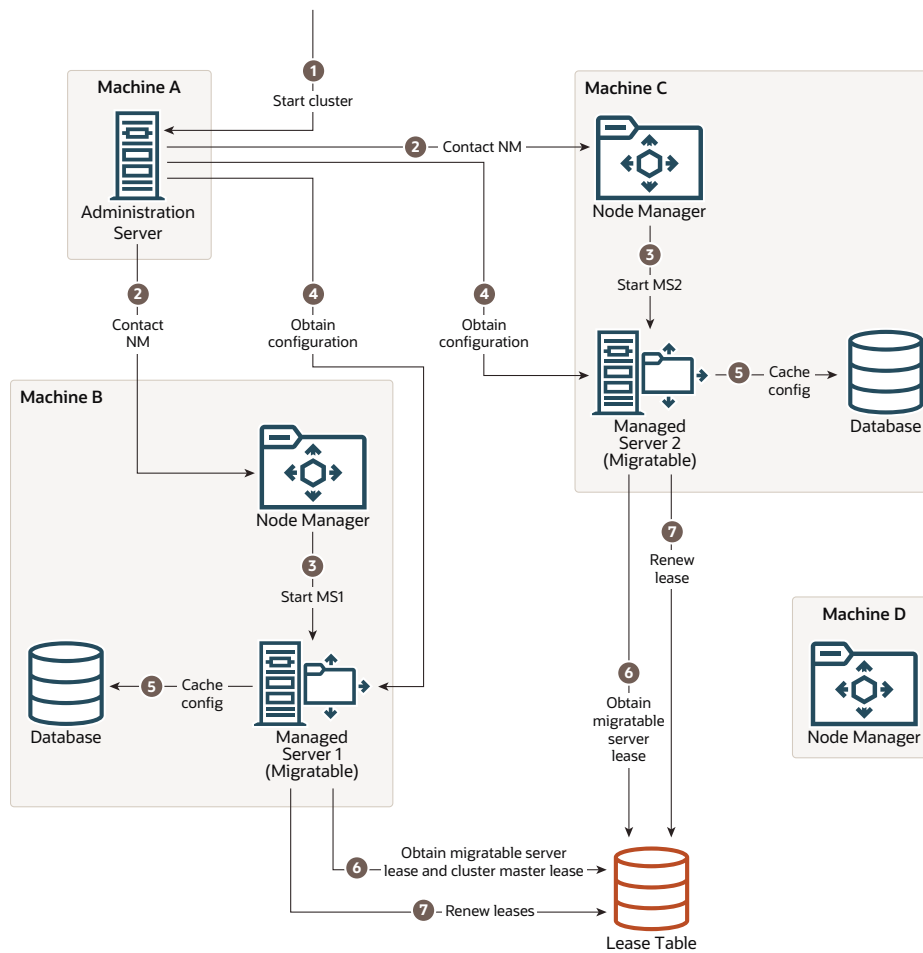 1
Start cluster
Machine A
Administration
Server
2 Contact NM
2
Contact
NM
4
Obtain
configuration
4
Obtain
configuration
Machine C
Node Manager
3
Start MS2
Managed
Server 2
(Migratable)
5 Cache
config
Database
Machine B
Node Manager
3
Start MS1
Managed
Server 1
(Migratable)
5 Cache
config
Database
7
Renew
lease
6
Obtain
migratable
server
lease
Machine D
Node Manager
6 Obtain migratable server
lease and cluster master lease
7 Renew leases
Lease Table